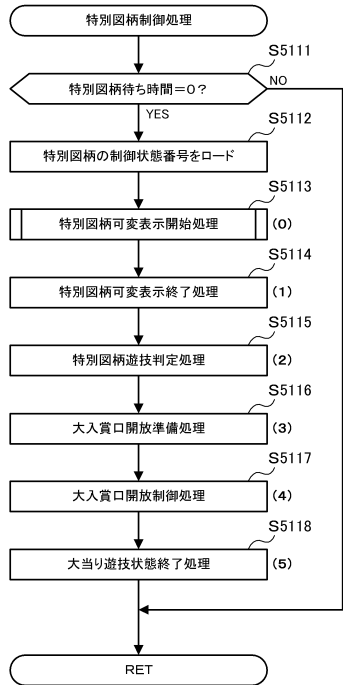 特別図柄制御処理
S5111
特別図柄待ち時間=0?
NO
YES
S5112
特別図柄の制御状態番号をロード
S5113
特別図柄可変表示開始処理
(0)
S5114
特別図柄可変表示終了処理
(1)
S5115
特別図柄遊技判定処理
(2)
S5116
大入賞口開放準備処理
(3)
S5117
大入賞口開放制御処理
(4)
S5118
大当り遊技状態終了処理
(5)
RET